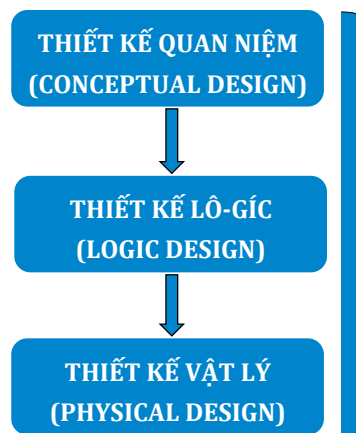 THIẾT KẾ QUAN NIỆM
(CONCEPTUAL DESIGN)
THIẾT KẾ LÔ-GÍC
(LOGIC DESIGN)
THIẾT KẾ VẬT LÝ
(PHYSICAL DESIGN)